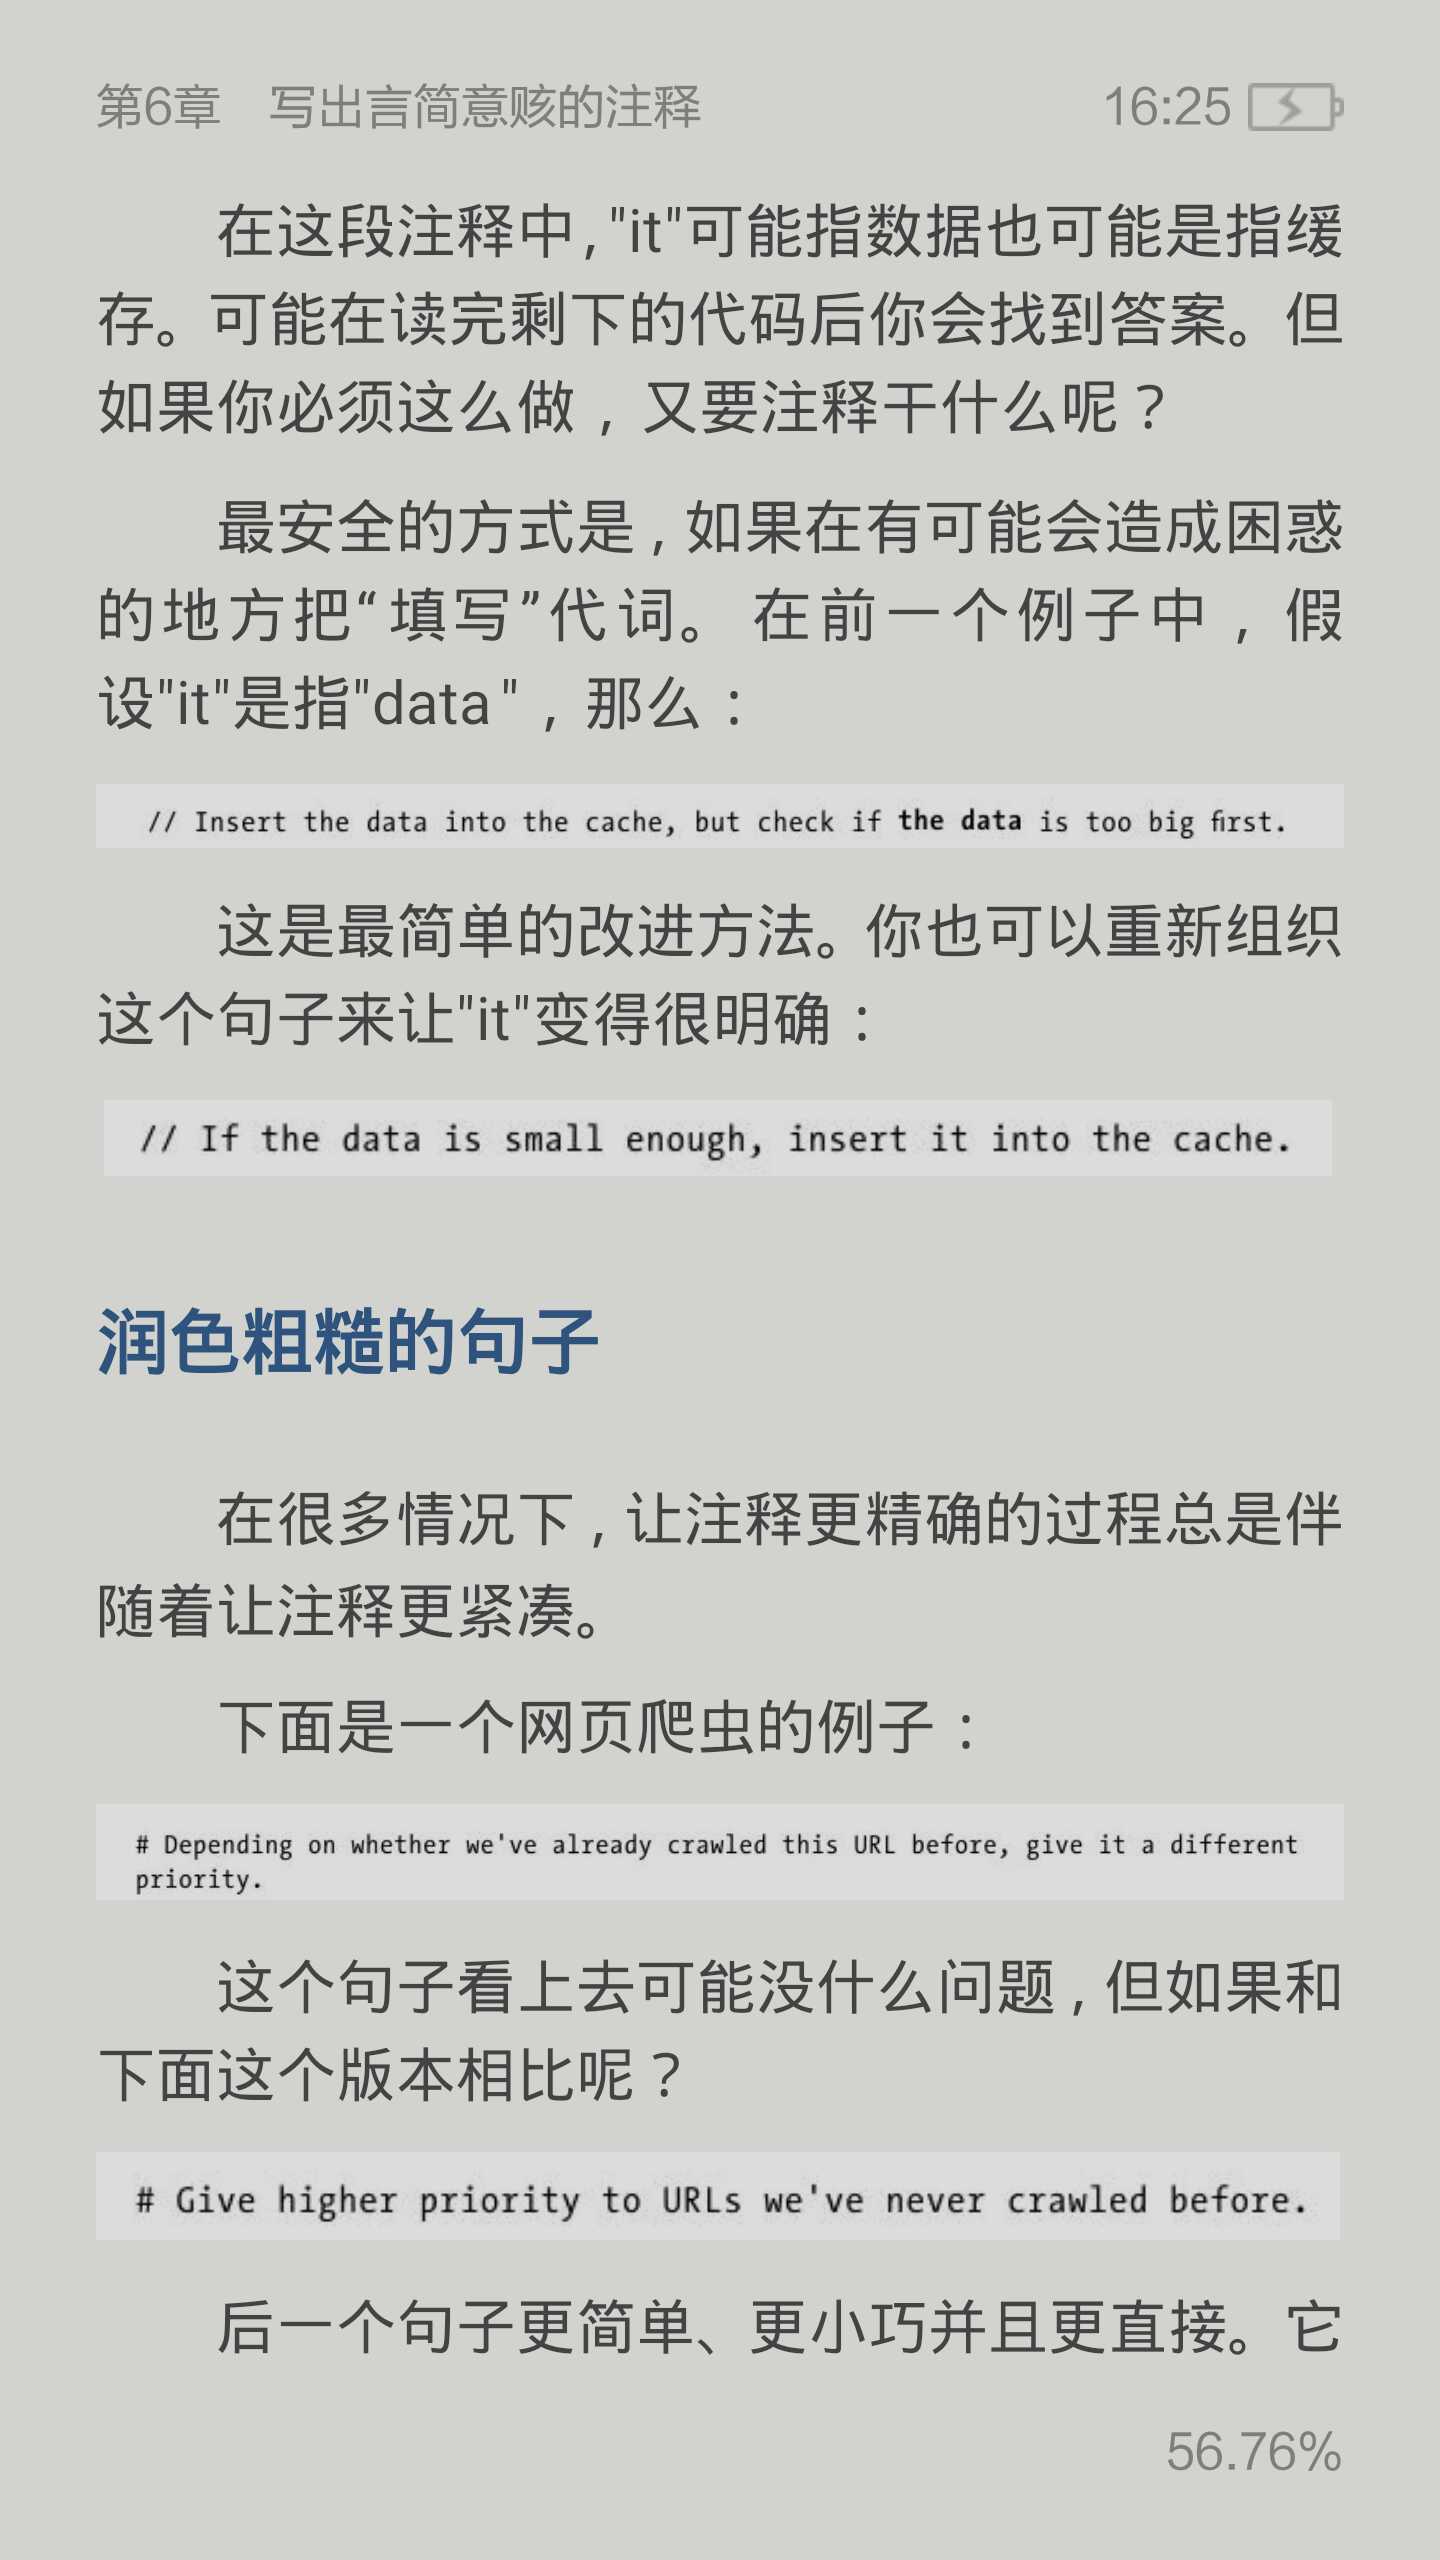 第6章　写出言简意赅的注释
16:25
在这段注释中，"it"可能指数据也可能是指缓
存。可能在读完剩下的代码后你会找到答案。但
如果你必须这么做，又要注释干什么呢？
最安全的方式是，如果在有可能会造成困惑
的地方把“填写”代词。在前一个例子中，假
设"it"是指"data"，那么：
// Insert the data into the cache, but check if the data is too big first.
这是最简单的改进方法。你也可以重新组织
这个句子来让"it"变得很明确：
// If the data is small enough, insert it into the cache.
润色粗糙的句子
在很多情况下，让注释更精确的过程总是伴
随着让注释更紧凑。
下面是一个网页爬虫的例子：
# Depending on whether we've already crawled this URL before, give it a different
priority.
这个句子看上去可能没什么问题，但如果和
下面这个版本相比呢？
# Give higher priority to URLs we've never crawled before.
后一个句子更简单、更小巧并且更直接。它
56.76%